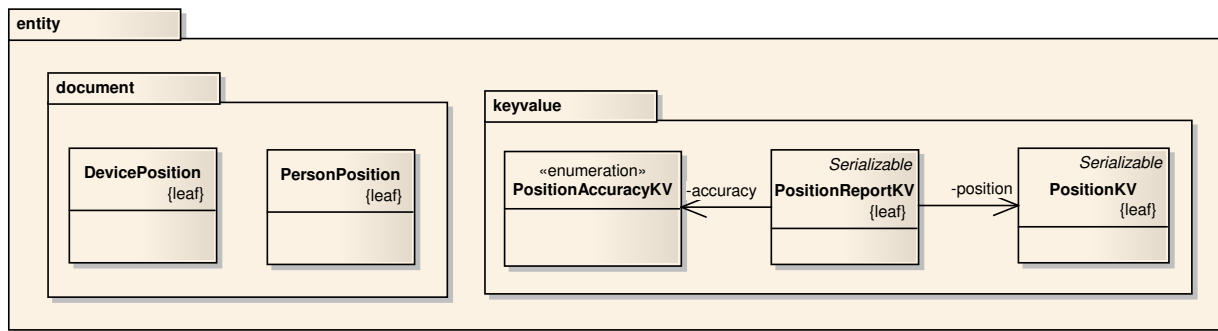 entity
document
keyvalue
DevicePosition
{leaf}
PersonPosition
{leaf}
«enumeration»
PositionAccuracyKV
-accuracy
Serializable
PositionReportKV
{leaf}
-position
Serializable
PositionKV
{leaf}